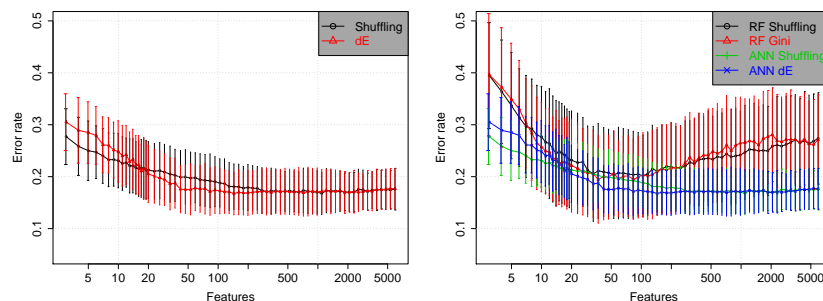 Shuffling
dE
Error rate
0.5
0.4
0.3
0.2
0.1
5 10 20 50 100 500 2000 5000
Features
RF Shuffling
RF Gini
ANN Shuffling
ANN dE
Error rate
0.5
0.4
0.3
0.2
0.1
5 10 20 50 100 500 2000 5000
Features